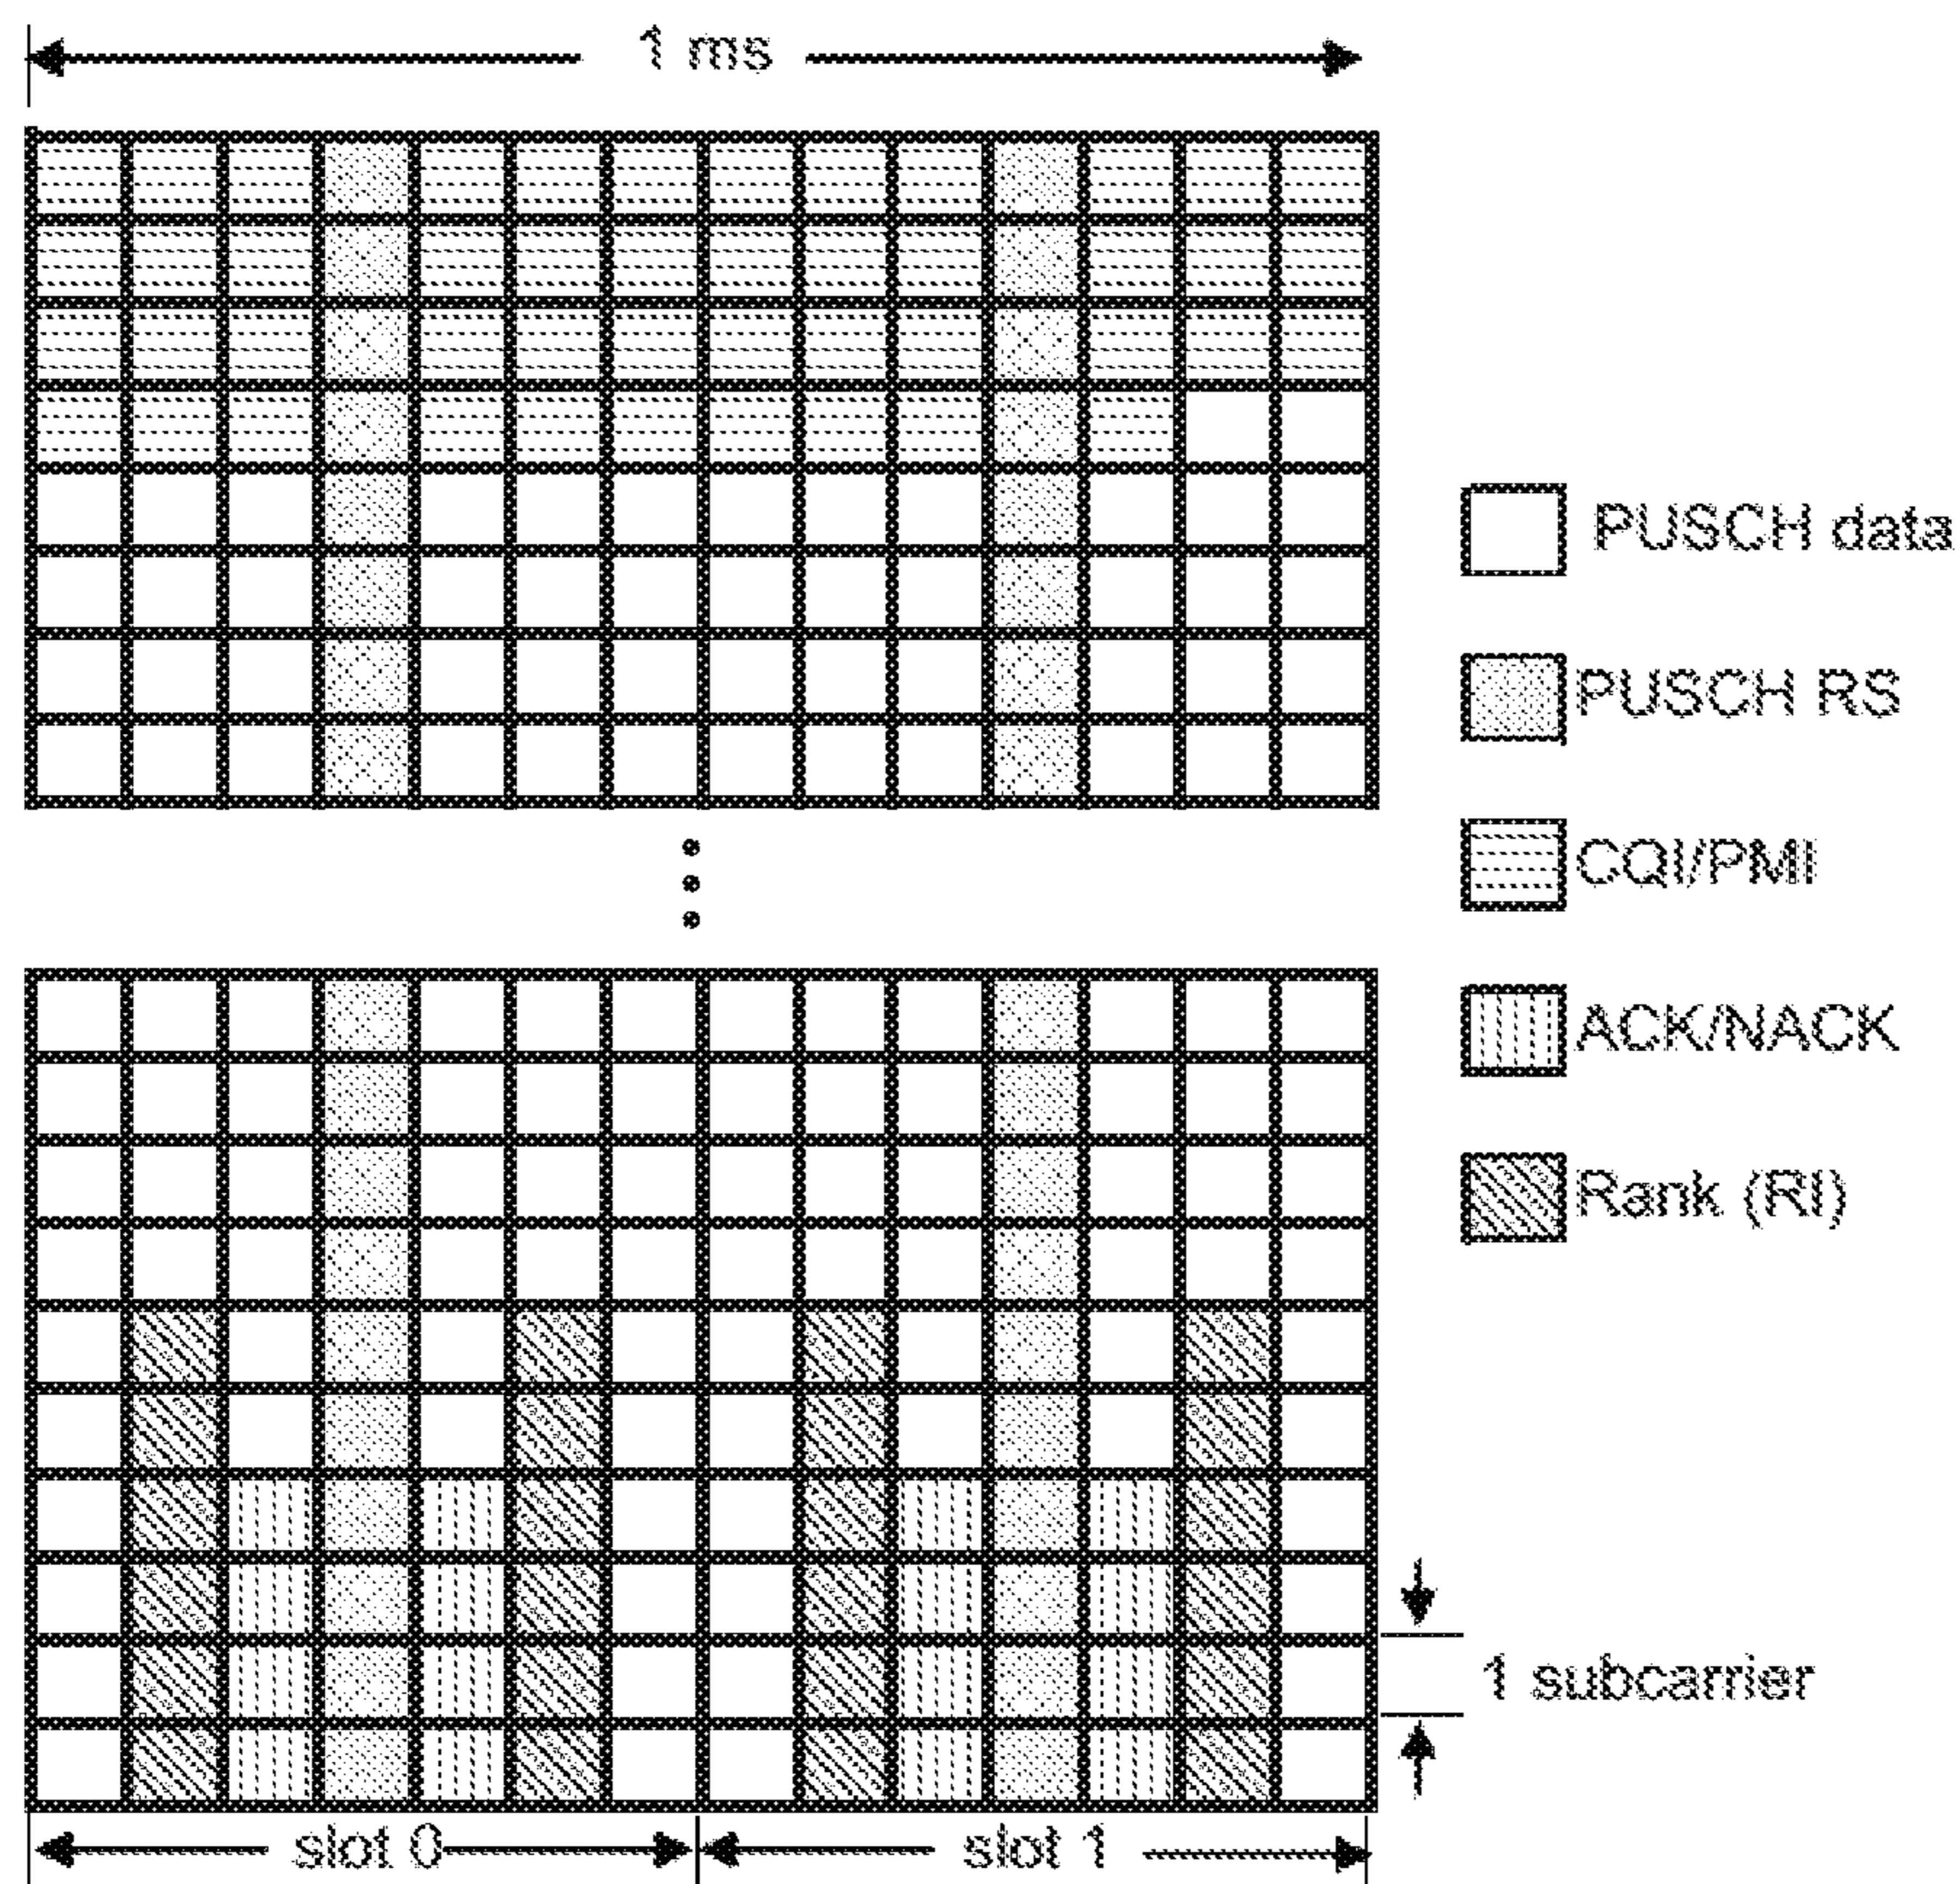 1 ms
PUSCH data
PUSCH RS
CQI/PMI
ACK/NACK
Rank (RI)
1 subcarrier
slot 0
slot 1